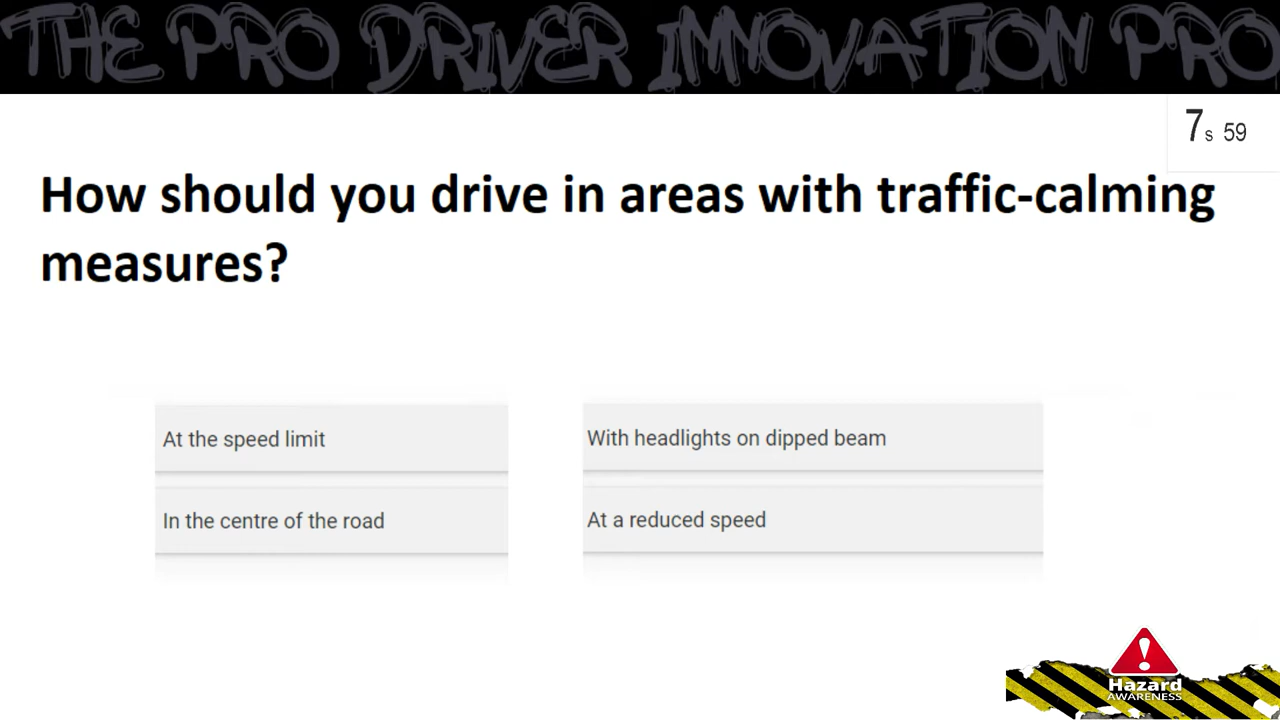 THE PRO DRIVER INNOVATION PRO
7s 59
How should you drive in areas with traffic-calming
measures?
At the speed limit
With headlights on dipped beam
In the centre of the road
At a reduced speed
Hazard
AWARENESS